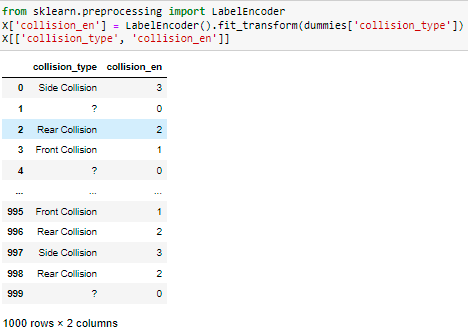 from sklearn.preprocessing import LabelEncoder
X['collision_en'] = LabelEncoder().fit_transform(dummies['collision_type'])
X[['collision_type', 'collision_en']]
collision_type collision_en
0 Side Collision 3
1 ? 0
2 Rear Collision 2
3 Front Collision 1
4 ? 0
... ... ...
995 Front Collision 1
996 Rear Collision 2
997 Side Collision 3
998 Rear Collision 2
999 ? 0
1000 rows × 2 columns